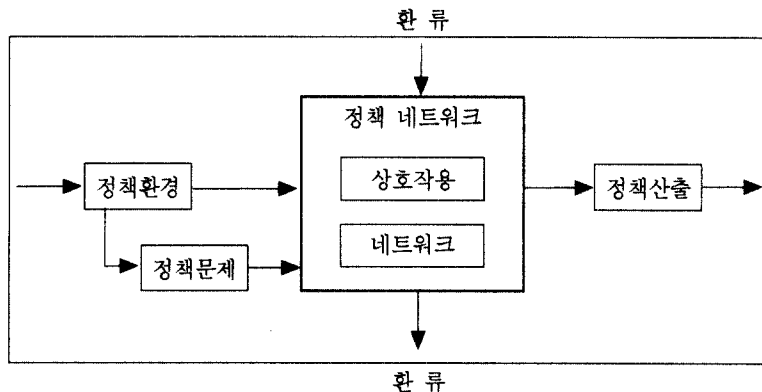 환 류
정책 네트워크
상호작용
정책환경
정책산출
네트워크
정책문제
환 류